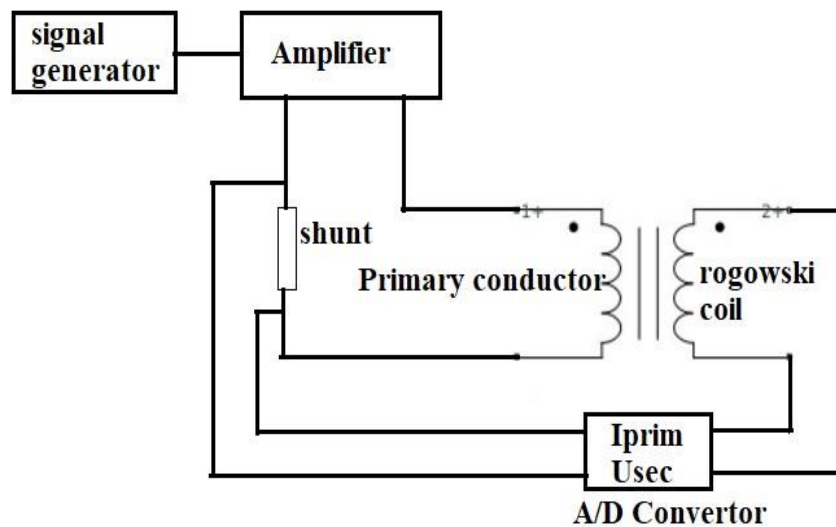 signal
generator
Amplifier
1+
2+
shunt
Primary conductor
rogowski
coil
Iprim
Usec
A/D Convertor